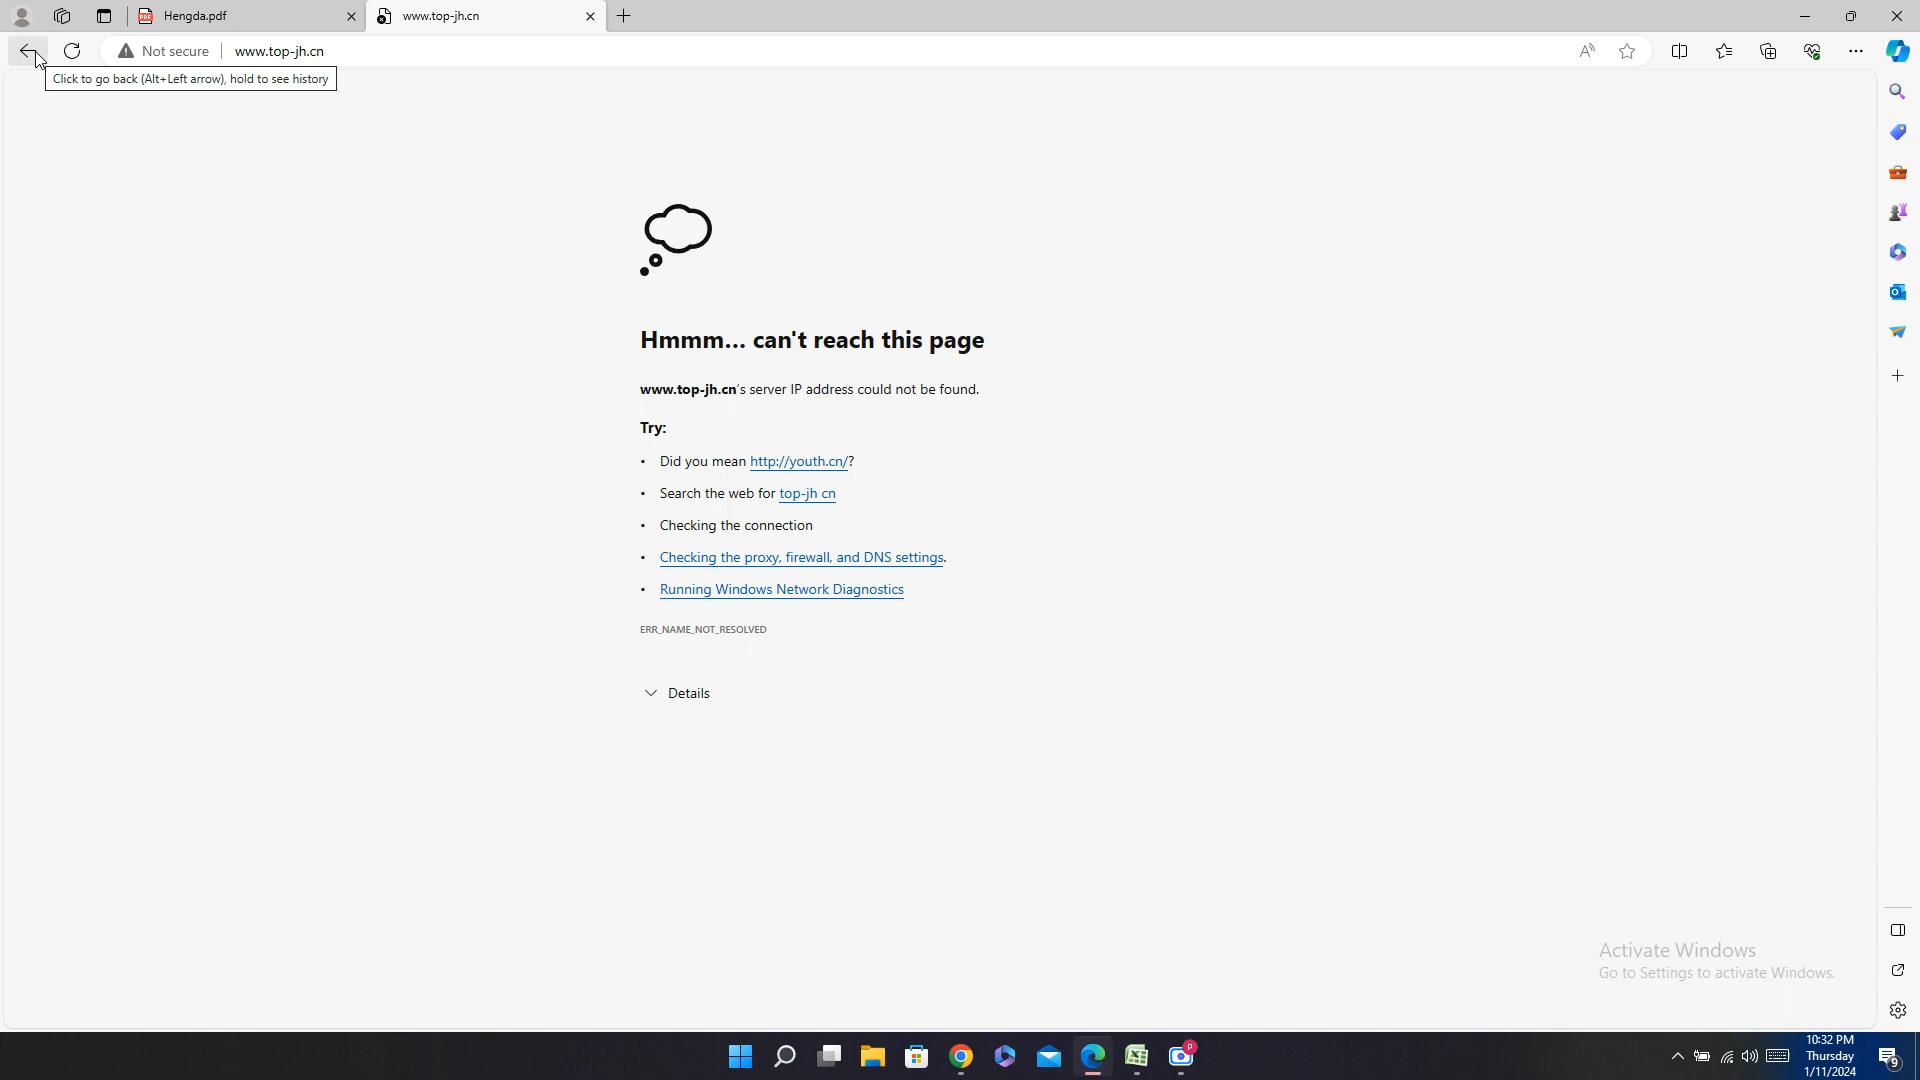 Hengda.pdf
www.top-jh.cn
Not secure
www.top-jh.cn
Click to go back (Alt+Left arrow), hold to see history
Hmmm... can't reach this page
www.top-jh.cn's server IP address could not be found.
Try:
• Did you mean http://youth.cn/?
• Search the web for top-jh cn
• Checking the connection
• Checking the proxy, firewall, and DNS settings.
• Running Windows Network Diagnostics
ERR_NAME_NOT_RESOLVED
Details
Activate Windows
Go to Settings to activate Windows.
10:32 PM
Thursday
1/11/2024
9